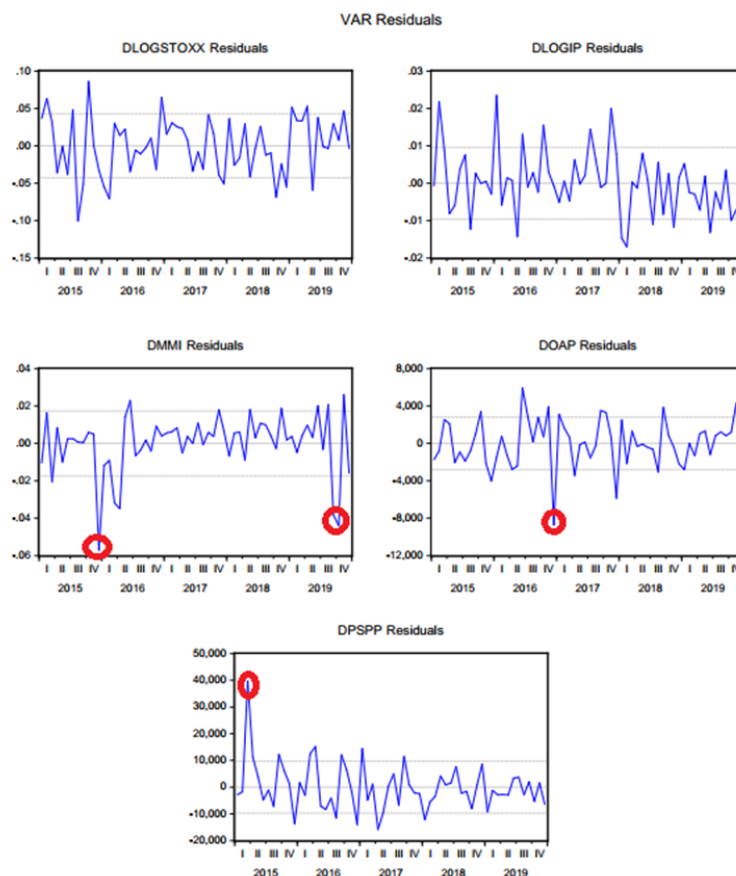 VAR Residuals
DLOGSTOXX Residuals
.10
.05
.00
-.05
-.10
-.15
I II III IV I II III IV I II III IV I II III IV I II III IV
2015 2016 2017 2018 2019
DLOGIP Residuals
.03
.02
.01
.00
-.01
-.02
I II III IV I II III IV I II III IV I II III IV I II III IV
2015 2016 2017 2018 2019
DMMI Residuals
.04
.02
.00
-.02
-.04
-.06
I II III IV I II III IV I II III IV I II III IV I II III IV
2015 2016 2017 2018 2019
DOAP Residuals
8,000
4,000
0
-4,000
-8,000
-12,000
I II III IV I II III IV I II III IV I II III IV I II III IV
2015 2016 2017 2018 2019
DPSPP Residuals
50,000
40,000
30,000
20,000
10,000
0
-10,000
-20,000
I II III IV I II III IV I II III IV I II III IV I II III IV
2015 2016 2017 2018 2019